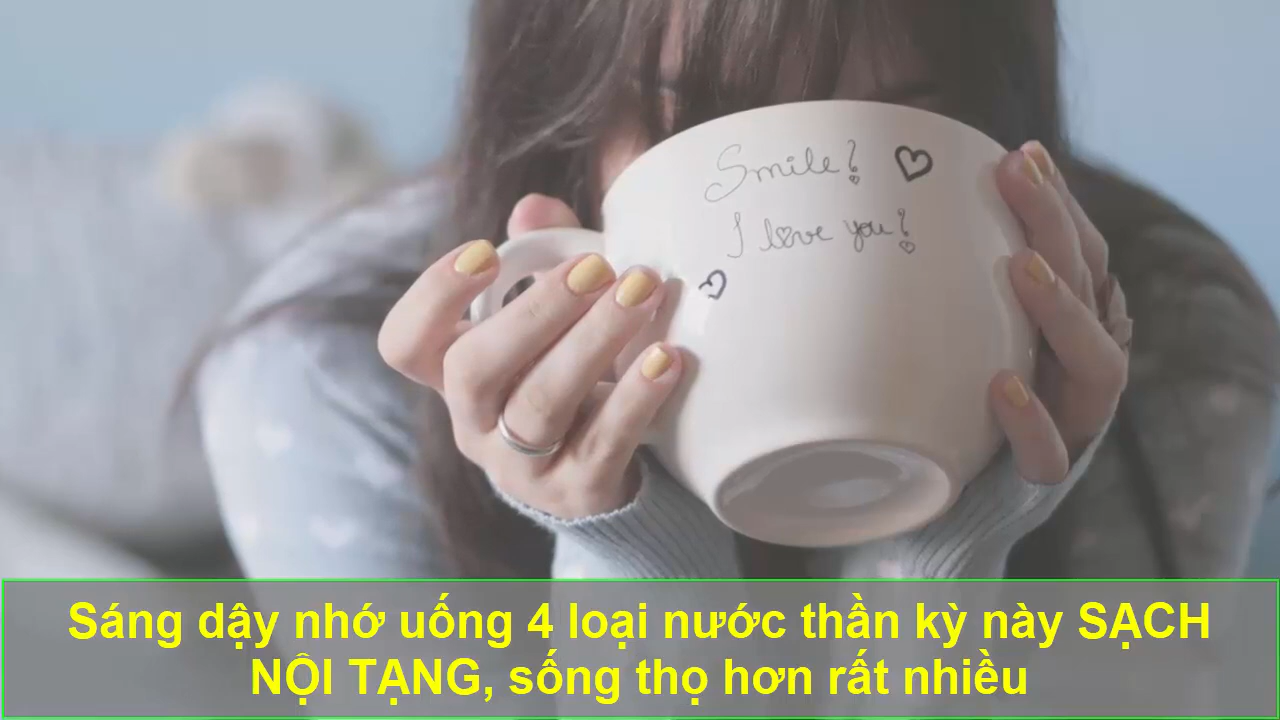 Smile?
I love you?
Sáng dậy nhớ uống 4 loại nước thần kỳ này SẠCH
NỘI TẠNG, sống thọ hơn rất nhiều